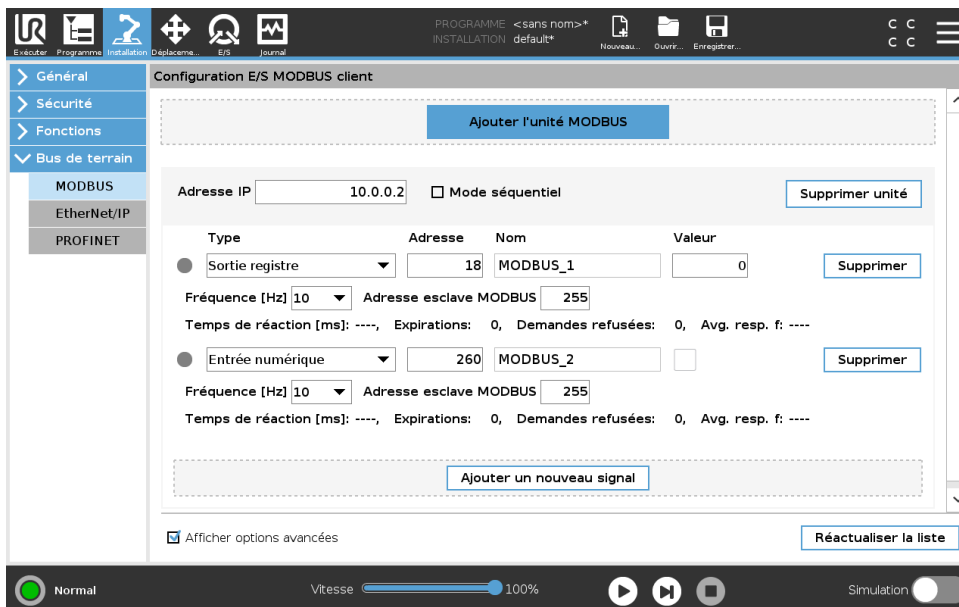 PROGRAMME <sans nom>*
INSTALLATION default*
Exécuter Programme Installation Déplaceme... E/S Journal Nouveau... Ouvrir... Enregistrer...
C C
C C
Général
Sécurité
Fonctions
Bus de terrain
MODBUS
EtherNet/IP
PROFINET
Configuration E/S MODBUS client
Ajouter l'unité MODBUS
Adresse IP 10.0.0.2 Mode séquentiel Supprimer unité
Type Adresse Nom Valeur
Sortie registre 18 MODBUS_1 0 Supprimer
Fréquence [Hz] 10 Adresse esclave MODBUS 255
Temps de réaction [ms]: ----, Expirations: 0, Demandes refusées: 0, Avg. resp. f: ----
Entrée numérique 260 MODBUS_2 Supprimer
Fréquence [Hz] 10 Adresse esclave MODBUS 255
Temps de réaction [ms]: ----, Expirations: 0, Demandes refusées: 0, Avg. resp. f: ----
Ajouter un nouveau signal
Afficher options avancées Réactualiser la liste
Normal Vitesse 100% Simulation